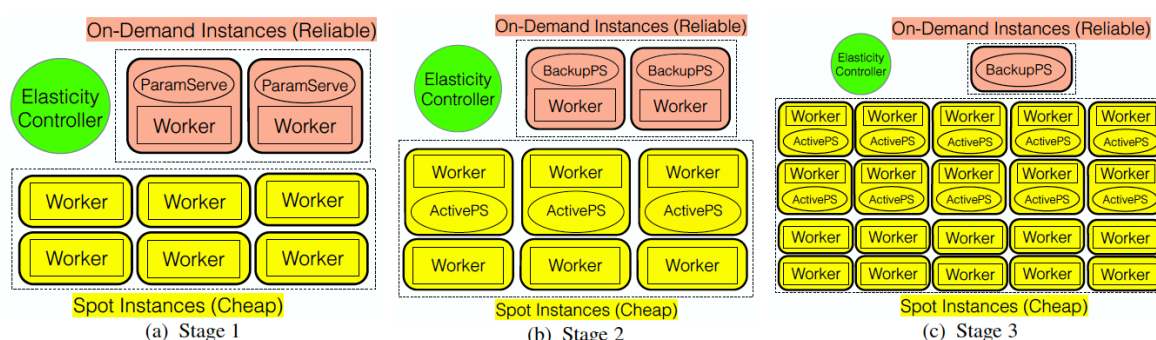 On-Demand Instances (Reliable)
Elasticity
Controller
ParamServe ParamServe
Worker Worker
Worker Worker Worker
Worker Worker Worker
Spot Instances (Cheap)
(a) Stage 1
On-Demand Instances (Reliable)
Elasticity
Controller
BackupPS BackupPS
Worker Worker
Worker Worker Worker
ActivePS ActivePS ActivePS
Worker Worker Worker
Spot Instances (Cheap)
(b) Stage 2
On-Demand Instances (Reliable)
Elasticity
Controller
BackupPS
Worker Worker Worker Worker Worker
ActivePS ActivePS ActivePS ActivePS ActivePS
Worker Worker Worker Worker Worker
ActivePS ActivePS ActivePS ActivePS ActivePS
Worker Worker Worker Worker Worker
Worker Worker Worker Worker Worker
Spot Instances (Cheap)
(c) Stage 3